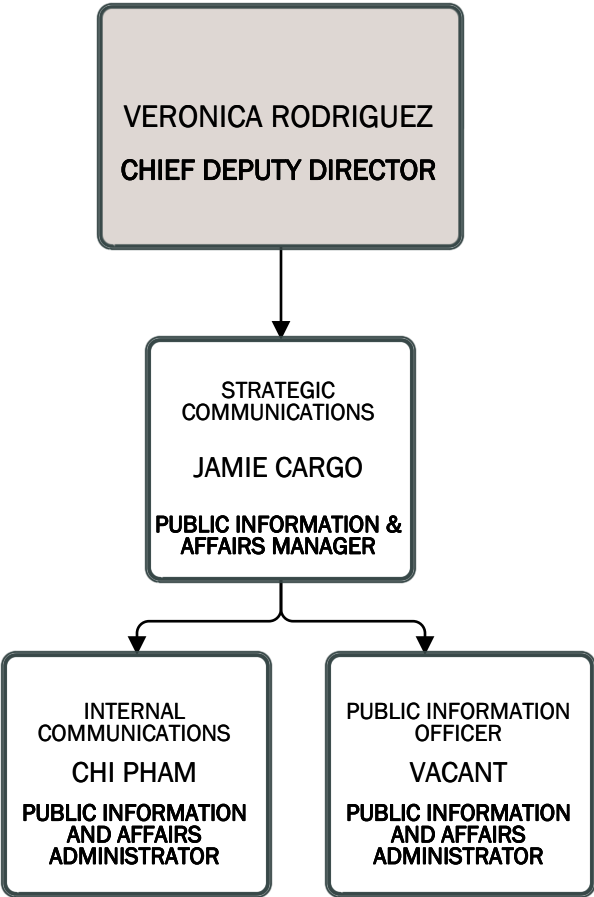 VERONICA RODRIGUEZ
CHIEF DEPUTY DIRECTOR
STRATEGIC
COMMUNICATIONS
JAMIE CARGO
PUBLIC INFORMATION &
AFFAIRS MANAGER
INTERNAL
COMMUNICATIONS
CHI PHAM
PUBLIC INFORMATION
AND AFFAIRS
ADMINISTRATOR
PUBLIC INFORMATION
OFFICER
VACANT
PUBLIC INFORMATION
AND AFFAIRS
ADMINISTRATOR